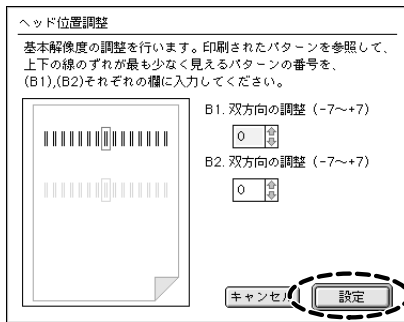 ヘッド位置調整
基本解像度の調整を行います。印刷されたパターンを参照して、
上下の線のずれが最も少なく見えるパターンの番号を、
(B1),(B2)それぞれの欄に入力してください。
B1. 双方向の調整（-7～+7）
0
B2. 双方向の調整（-7～+7）
0
キャンセル
設定